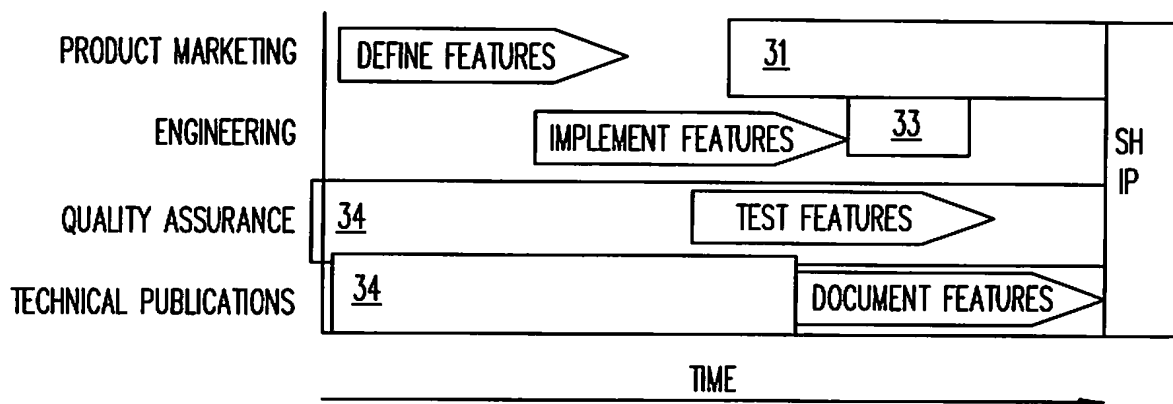 PRODUCT MARKETING DEFINE FEATURES 31
ENGINEERING IMPLEMENT FEATURES 33
SH
IP
QUALITY ASSURANCE 34 TEST FEATURES
TECHNICAL PUBLICATIONS 34 DOCUMENT FEATURES
TIME